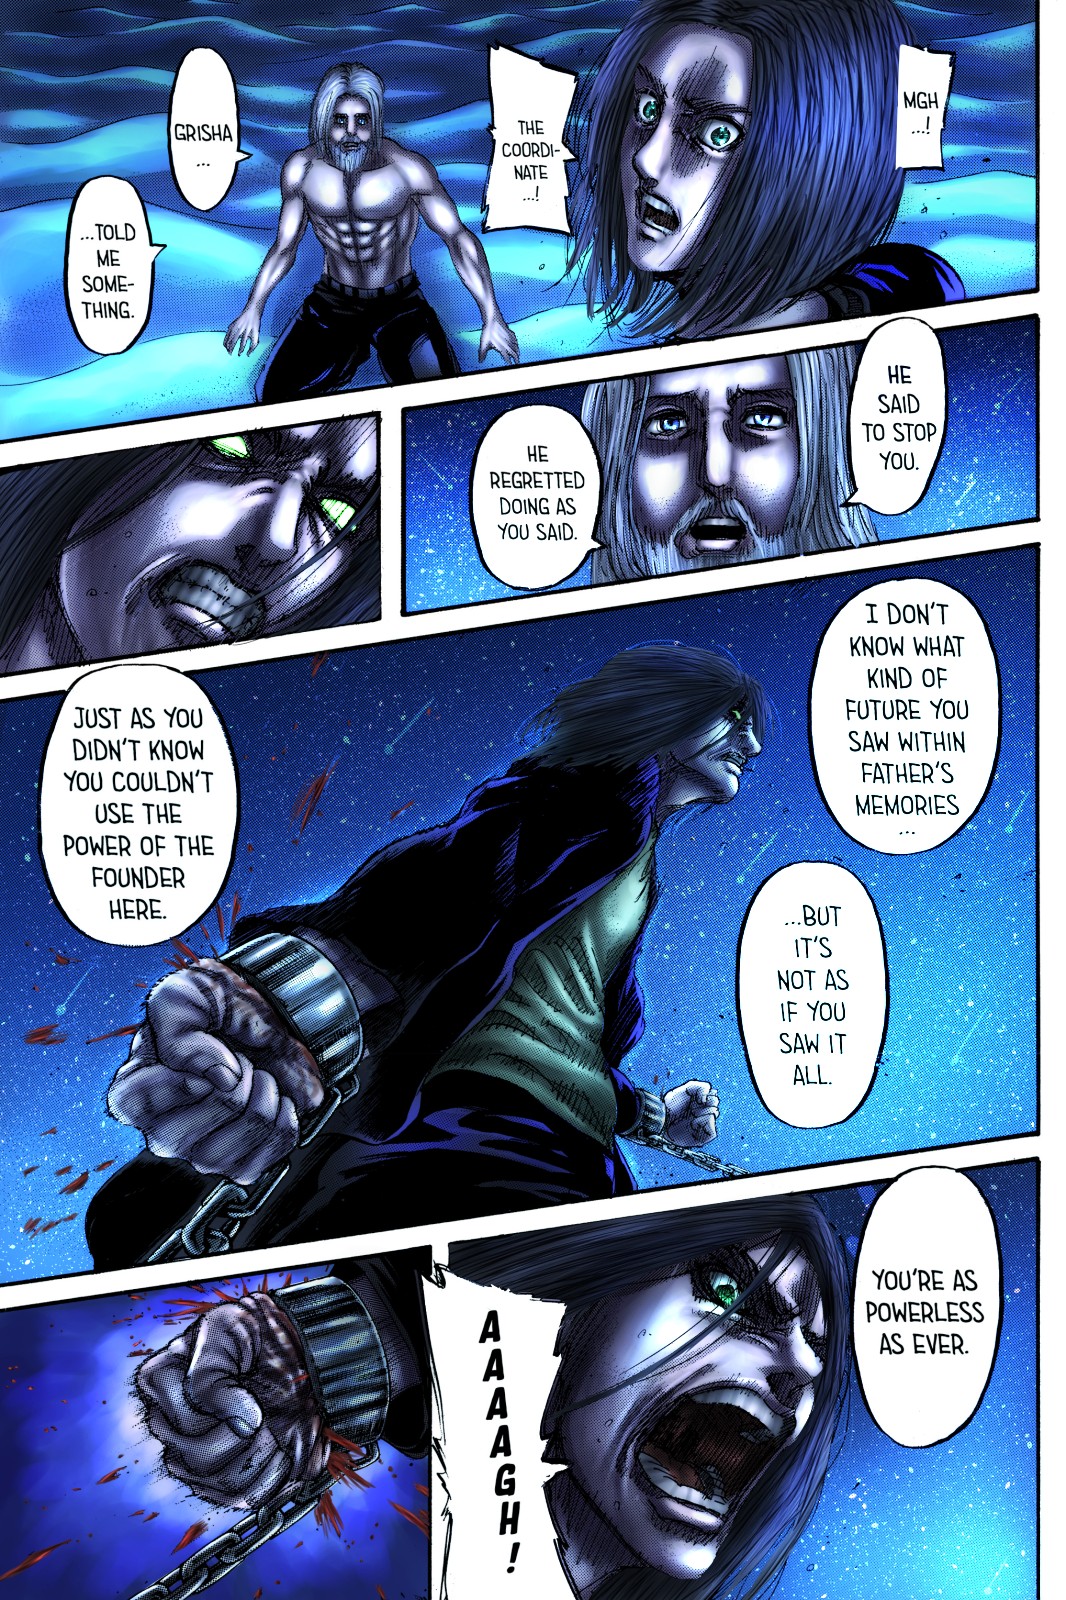 MGH
...!
THE
COORDI-
NATE
...!
GRISHA
...
...TOLD
ME
SOME-
THING.
HE
SAID
TO STOP
YOU.
HE
REGRETTED
DOING AS
YOU SAID.
I DON'T
KNOW WHAT
KIND OF
FUTURE YOU
SAW WITHIN
FATHER'S
MEMORIES
...
...BUT
IT'S
NOT AS
IF YOU
SAW IT
ALL.
JUST AS YOU
DIDN'T KNOW
YOU COULDN'T
USE THE
POWER OF THE
FOUNDER
HERE.
YOU'RE AS
POWERLESS
AS EVER.
AAAAGH!